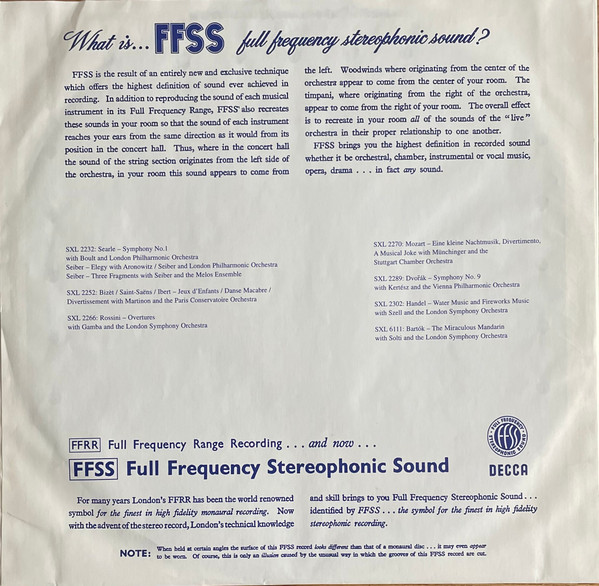 What is... FFSS full frequency stereophonic sound?
FFSS is the result of an entirely new and exclusive technique
which offers the highest definition of sound ever achieved in
recording. In addition to reproducing the sound of each musical
instrument in its Full Frequency Range, FFSS also recreates
these sounds in your room so that the sound of each instrument
reaches your ears from the same direction as it would from its
position in the concert hall. Thus, where in the concert hall
the sound of the string section originates from the left side of
the orchestra, in your room this sound appears to come from
the left. Woodwinds where originating from the center of the
orchestra appear to come from the center of your room. The
timpani, where originating from the right of the orchestra,
appear to come from the right of your room. The overall effect
is to recreate in your room all of the sounds of the "live"
orchestra in their proper relationship to one another.
FFSS brings you the highest definition in recorded sound
whether it be orchestral, chamber, instrumental or vocal music,
opera, drama . . . in fact any sound.
SXL 2232: Searle – Symphony No.1
with Boult and London Philharmonic Orchestra
Seiber – Elegy with Aronowitz / Seiber and London Philharmonic Orchestra
Seiber – Three Fragments with Seiber and the Melos Ensemble
SXL 2252: Bizet / Saint-Saëns / Ibert – Jeux d'Enfants / Danse Macabre /
Divertissement with Martinon and the Paris Conservatoire Orchestra
SXL 2266: Rossini – Overtures
with Gamba and the London Symphony Orchestra
SXL 2270: Mozart – Eine kleine Nachtmusik, Divertimento,
A Musical Joke with Münchinger and the
Stuttgart Chamber Orchestra
SXL 2289: Dvořák – Symphony No. 9
with Kertész and the Vienna Philharmonic Orchestra
SXL 2302: Handel – Water Music and Fireworks Music
with Szell and the London Symphony Orchestra
SXL 6111: Bartók – The Miraculous Mandarin
with Solti and the London Symphony Orchestra
FFRR Full Frequency Range Recording . . . and now . . .
FFSS Full Frequency Stereophonic Sound
FULL FREQUENCY
FFSS
STEREOPHONIC SOUND
DECCA
For many years London's FFRR has been the world renowned
symbol for the finest in high fidelity monaural recording. Now
with the advent of the stereo record, London's technical knowledge
and skill brings to you Full Frequency Stereophonic Sound . . .
identified by FFSS . . . the symbol for the finest in high fidelity
stereophonic recording.
NOTE: When held at certain angles the surface of this FFSS record looks different than that of a monaural disc . . . it may even appear
to be worn. Of course, this is only an illusion caused by the unusual way in which the grooves of this FFSS record are cut.